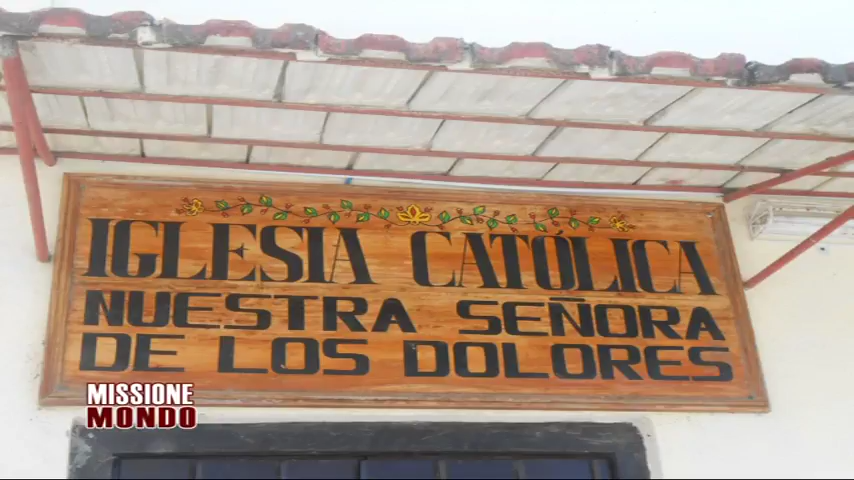 IGLESIA CATÓLICA
NUESTRA SEÑORA
DE LOS DOLORES
MISSIONE
MONDO